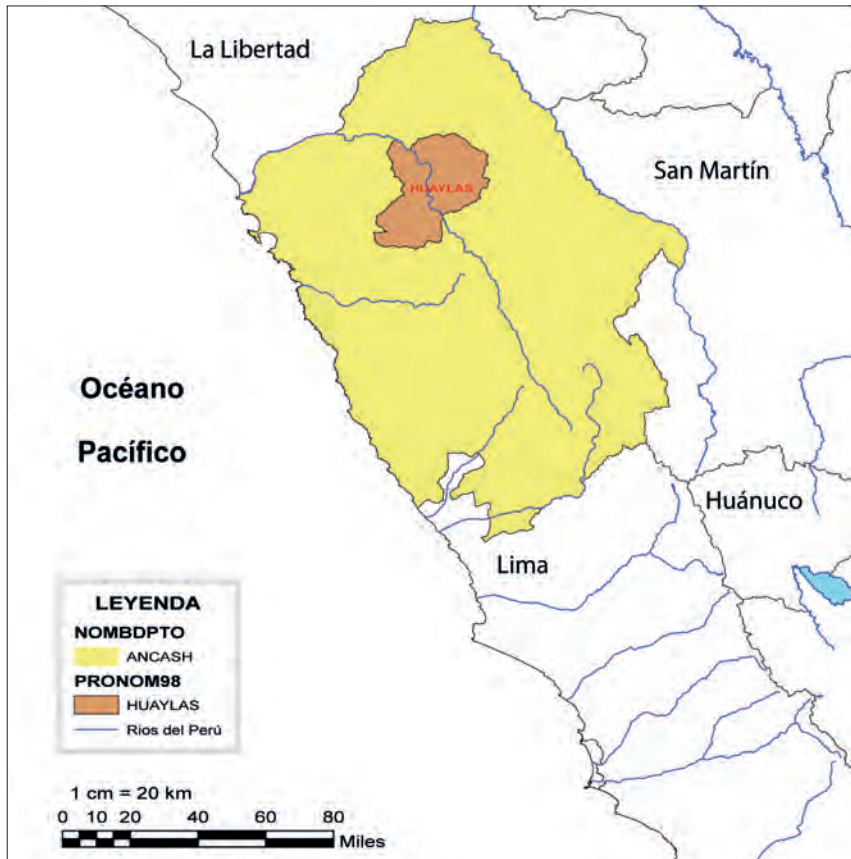 La Libertad
HUAYLAS
San Martín
Océano
Pacífico
Huánuco
Lima
LEYENDA
NOMBDPTO
ANCASH
PRONOM98
HUAYLAS
Rios del Perú
1 cm = 20 km
0 10 20 40 60 80
Miles